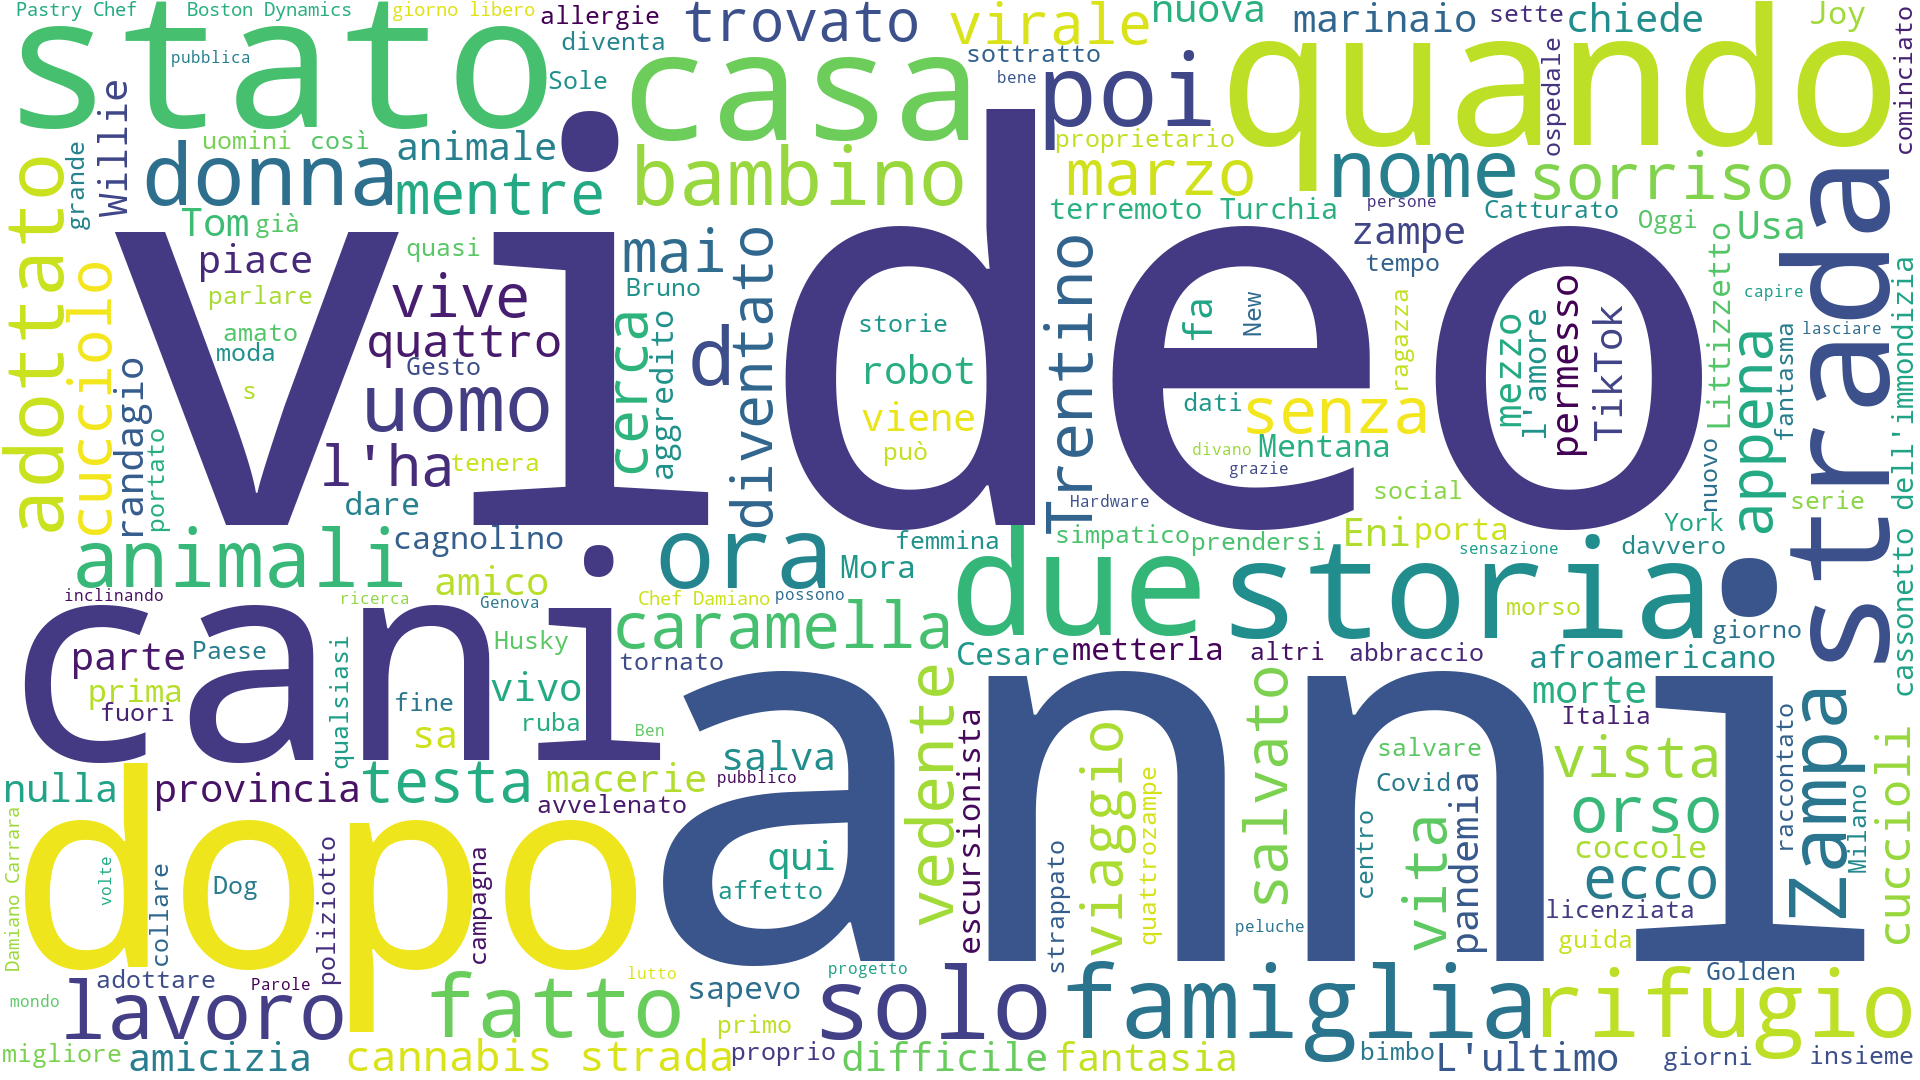 Pastry Chef
Boston Dynamics
giorno libero
allergie
trovato
virale
nuova
marinaio
sette
chiede
Joy
cominciato
stato
pubblica
diventa
Sole
casa
sottratto
bene
poi
quando
ospedale
Willie
uomini così
animale
donna
mentre
bambino
proprietario
marzo
nome
sorriso
grande
adottato
cucciolo
Tom
già
piace
quasi
parlare
amato
moda
s
vive
quattro
Gesto
uomo
l'ha
tenera
dare
randagio
portato
mai
Bruno
cerca
aggredito
d
diventato
video
storie
robot
viene
può
Trentino
terremoto Turchia
persone
zampe
tempo
Catturato
Oggi
Usa
fa
New
dati
senza
ragazza
divano
Mentana
grazie
Hardware
social
mezzo
l'amore
permesso
TikTok
Littizzetto
nuovo
appena
capire
fantasma
lasciare
serie
strada
cassonetto dell'immondizia
animali
cagnolino
ora
femmina
Mora
simpatico
prendersi
Eni
porta
sensazione
York
davvero
inclinando
ricerca
amico
Genova
Chef Damiano
possono
caramella
due
storia
morso
giorno
cani
parte
Paese
prima
fuori
qualsiasi
fine
sa
Husky
vivo
ruba
tornato
Ben
Cesare
metterla
altri
abbraccio
afroamericano
morte
Italia
vista
zampa
raccontato
Milano
nulla
provincia
testa
macerie
avvelenato
salva
pubblico
anni
vedente
escursionista
viaggio
quattrozampe
strappato
salvato
peluche
salvare
Covid
centro
vita
pandemia
orso
coccole
ecco
licenziata
guida
cuccioli
Damiano Carrara
volte
dopo
collare
Dog
poliziotto
campagna
qui
affetto
mondo
adottare
lavoro
Parole
fatto
lutto
sapevo
primo
progetto
solo
famiglia
Golden
rifugio
migliore
amicizia
cannabis strada
proprio
difficile
fantasia
bimbo
L'ultimo
giorni
insieme